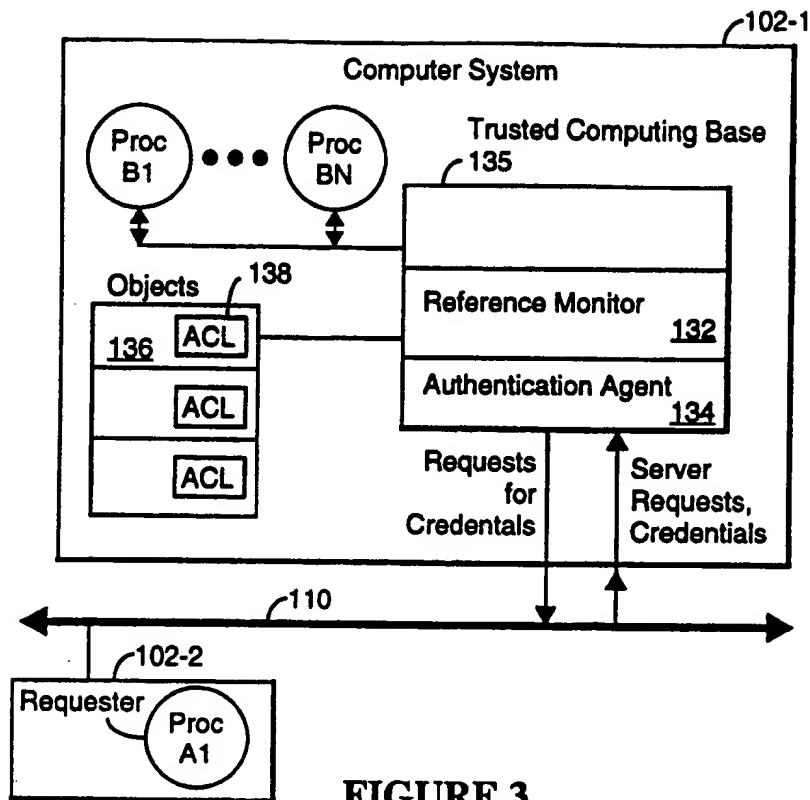 102-1
Computer System
Proc
B1
Proc
BN
Trusted Computing Base
135
Objects
138
136
ACL
ACL
ACL
Reference Monitor
132
Authentication Agent
134
Requests
for
Credentals
Server
Requests,
Credentials
110
102-2
Requester
Proc
A1
FIGURE 3